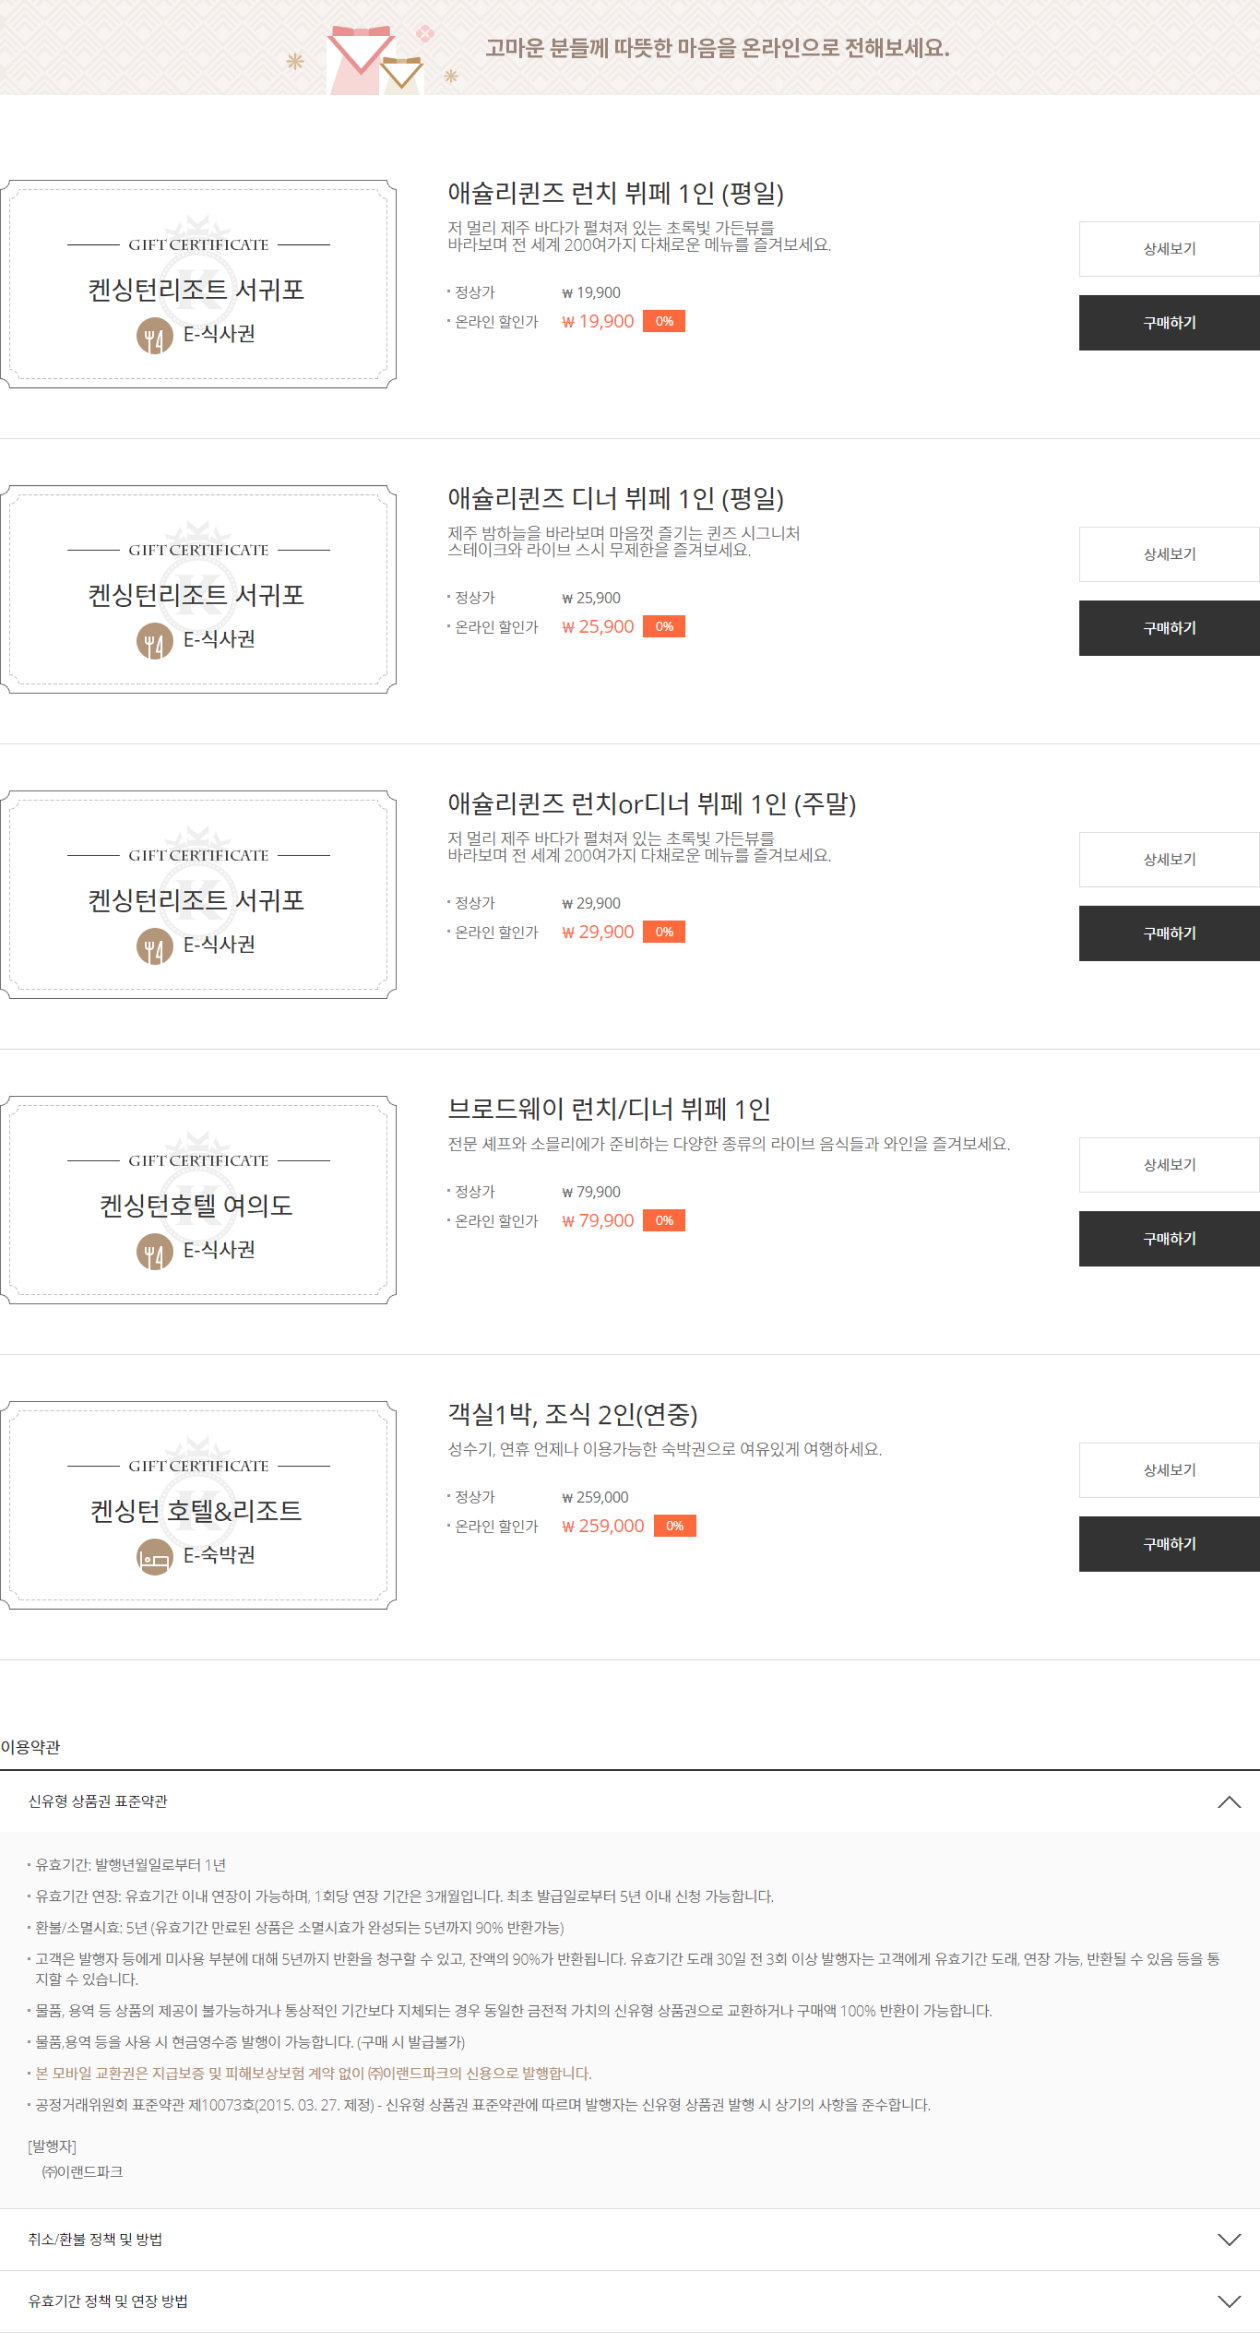 고마운 분들께 따뜻한 마음을 온라인으로 전해보세요.
GIFT CERTIFICATE
켄싱턴리조트 서귀포
E-식사권
애슐리퀸즈 런치 뷔페 1인 (평일)
저 멀리 제주 바다가 펼쳐져 있는 초록빛 가든뷰를
바라보며 전 세계 200여가지 다채로운 메뉴를 즐겨보세요.
정상가 ₩ 19,900
온라인 할인가 ₩ 19,900 0%
상세보기
구매하기
GIFT CERTIFICATE
켄싱턴리조트 서귀포
E-식사권
애슐리퀸즈 디너 뷔페 1인 (평일)
제주 밤하늘을 바라보며 마음껏 즐기는 퀸즈 시그니처
스테이크와 라이브 스시 무제한을 즐겨보세요.
정상가 ₩ 25,900
온라인 할인가 ₩ 25,900 0%
상세보기
구매하기
GIFT CERTIFICATE
켄싱턴리조트 서귀포
E-식사권
애슐리퀸즈 런치or디너 뷔페 1인 (주말)
저 멀리 제주 바다가 펼쳐져 있는 초록빛 가든뷰를
바라보며 전 세계 200여가지 다채로운 메뉴를 즐겨보세요.
정상가 ₩ 29,900
온라인 할인가 ₩ 29,900 0%
상세보기
구매하기
GIFT CERTIFICATE
켄싱턴호텔 여의도
E-식사권
브로드웨이 런치/디너 뷔페 1인
전문 셰프와 소믈리에가 준비하는 다양한 종류의 라이브 음식들과 와인을 즐겨보세요.
정상가 ₩ 79,900
온라인 할인가 ₩ 79,900 0%
상세보기
구매하기
GIFT CERTIFICATE
켄싱턴 호텔&리조트
E-숙박권
객실1박, 조식 2인(연중)
성수기, 연휴 언제나 이용가능한 숙박권으로 여유있게 여행하세요.
정상가 ₩ 259,000
온라인 할인가 ₩ 259,000 0%
상세보기
구매하기
이용약관
신유형 상품권 표준약관
유효기간: 발행년월일로부터 1년
유효기간 연장: 유효기간 이내 연장이 가능하며, 1회당 연장 기간은 3개월입니다. 최초 발급일로부터 5년 이내 신청 가능합니다.
환불/소멸시효: 5년 (유효기간 만료된 상품은 소멸시효가 완성되는 5년까지 90% 반환가능)
고객은 발행자 등에게 미사용 부분에 대해 5년까지 반환을 청구할 수 있고, 잔액의 90%가 반환됩니다. 유효기간 도래 30일 전 3회 이상 발행자는 고객에게 유효기간 도래, 연장 가능, 반환될 수 있음 등을 통
지할 수 있습니다.
물품, 용역 등 상품의 제공이 불가능하거나 통상적인 기간보다 지체되는 경우 동일한 금전적 가치의 신유형 상품권으로 교환하거나 구매액 100% 반환이 가능합니다.
물품,용역 등을 사용 시 현금영수증 발행이 가능합니다. (구매 시 발급불가)
본 모바일 교환권은 지급보증 및 피해보상보험 계약 없이 ㈜이랜드파크의 신용으로 발행합니다.
공정거래위원회 표준약관 제10073호(2015. 03. 27. 제정) - 신유형 상품권 표준약관에 따르며 발행자는 신유형 상품권 발행 시 상기의 사항을 준수합니다.
[발행자]
㈜이랜드파크
취소/환불 정책 및 방법
유효기간 정책 및 연장 방법